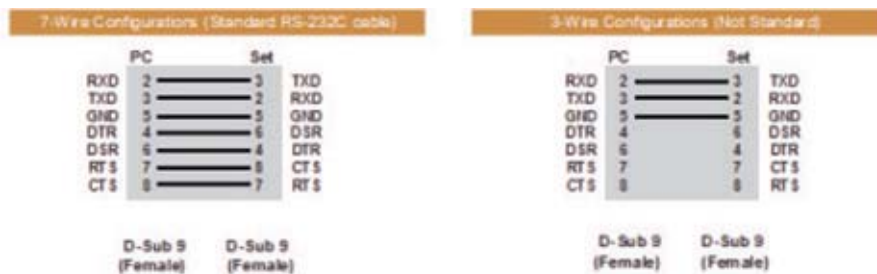 7-Wire Configurations (Standard RS-232C cable)
PC Set
RXD 2 3 TXD
TXD 3 2 RXD
GND 5 5 GND
DTR 4 6 DSR
DSR 6 4 DTR
RTS 7 8 CTS
CTS 8 7 RTS
D-Sub 9 D-Sub 9
(Female) (Female)
3-Wire Configurations (Not Standard)
PC Set
RXD 2 3 TXD
TXD 3 2 RXD
GND 5 5 GND
DTR 4 6 DSR
DSR 6 4 DTR
RTS 7 7 CTS
CTS 8 8 RTS
D-Sub 9 D-Sub 9
(Female) (Female)